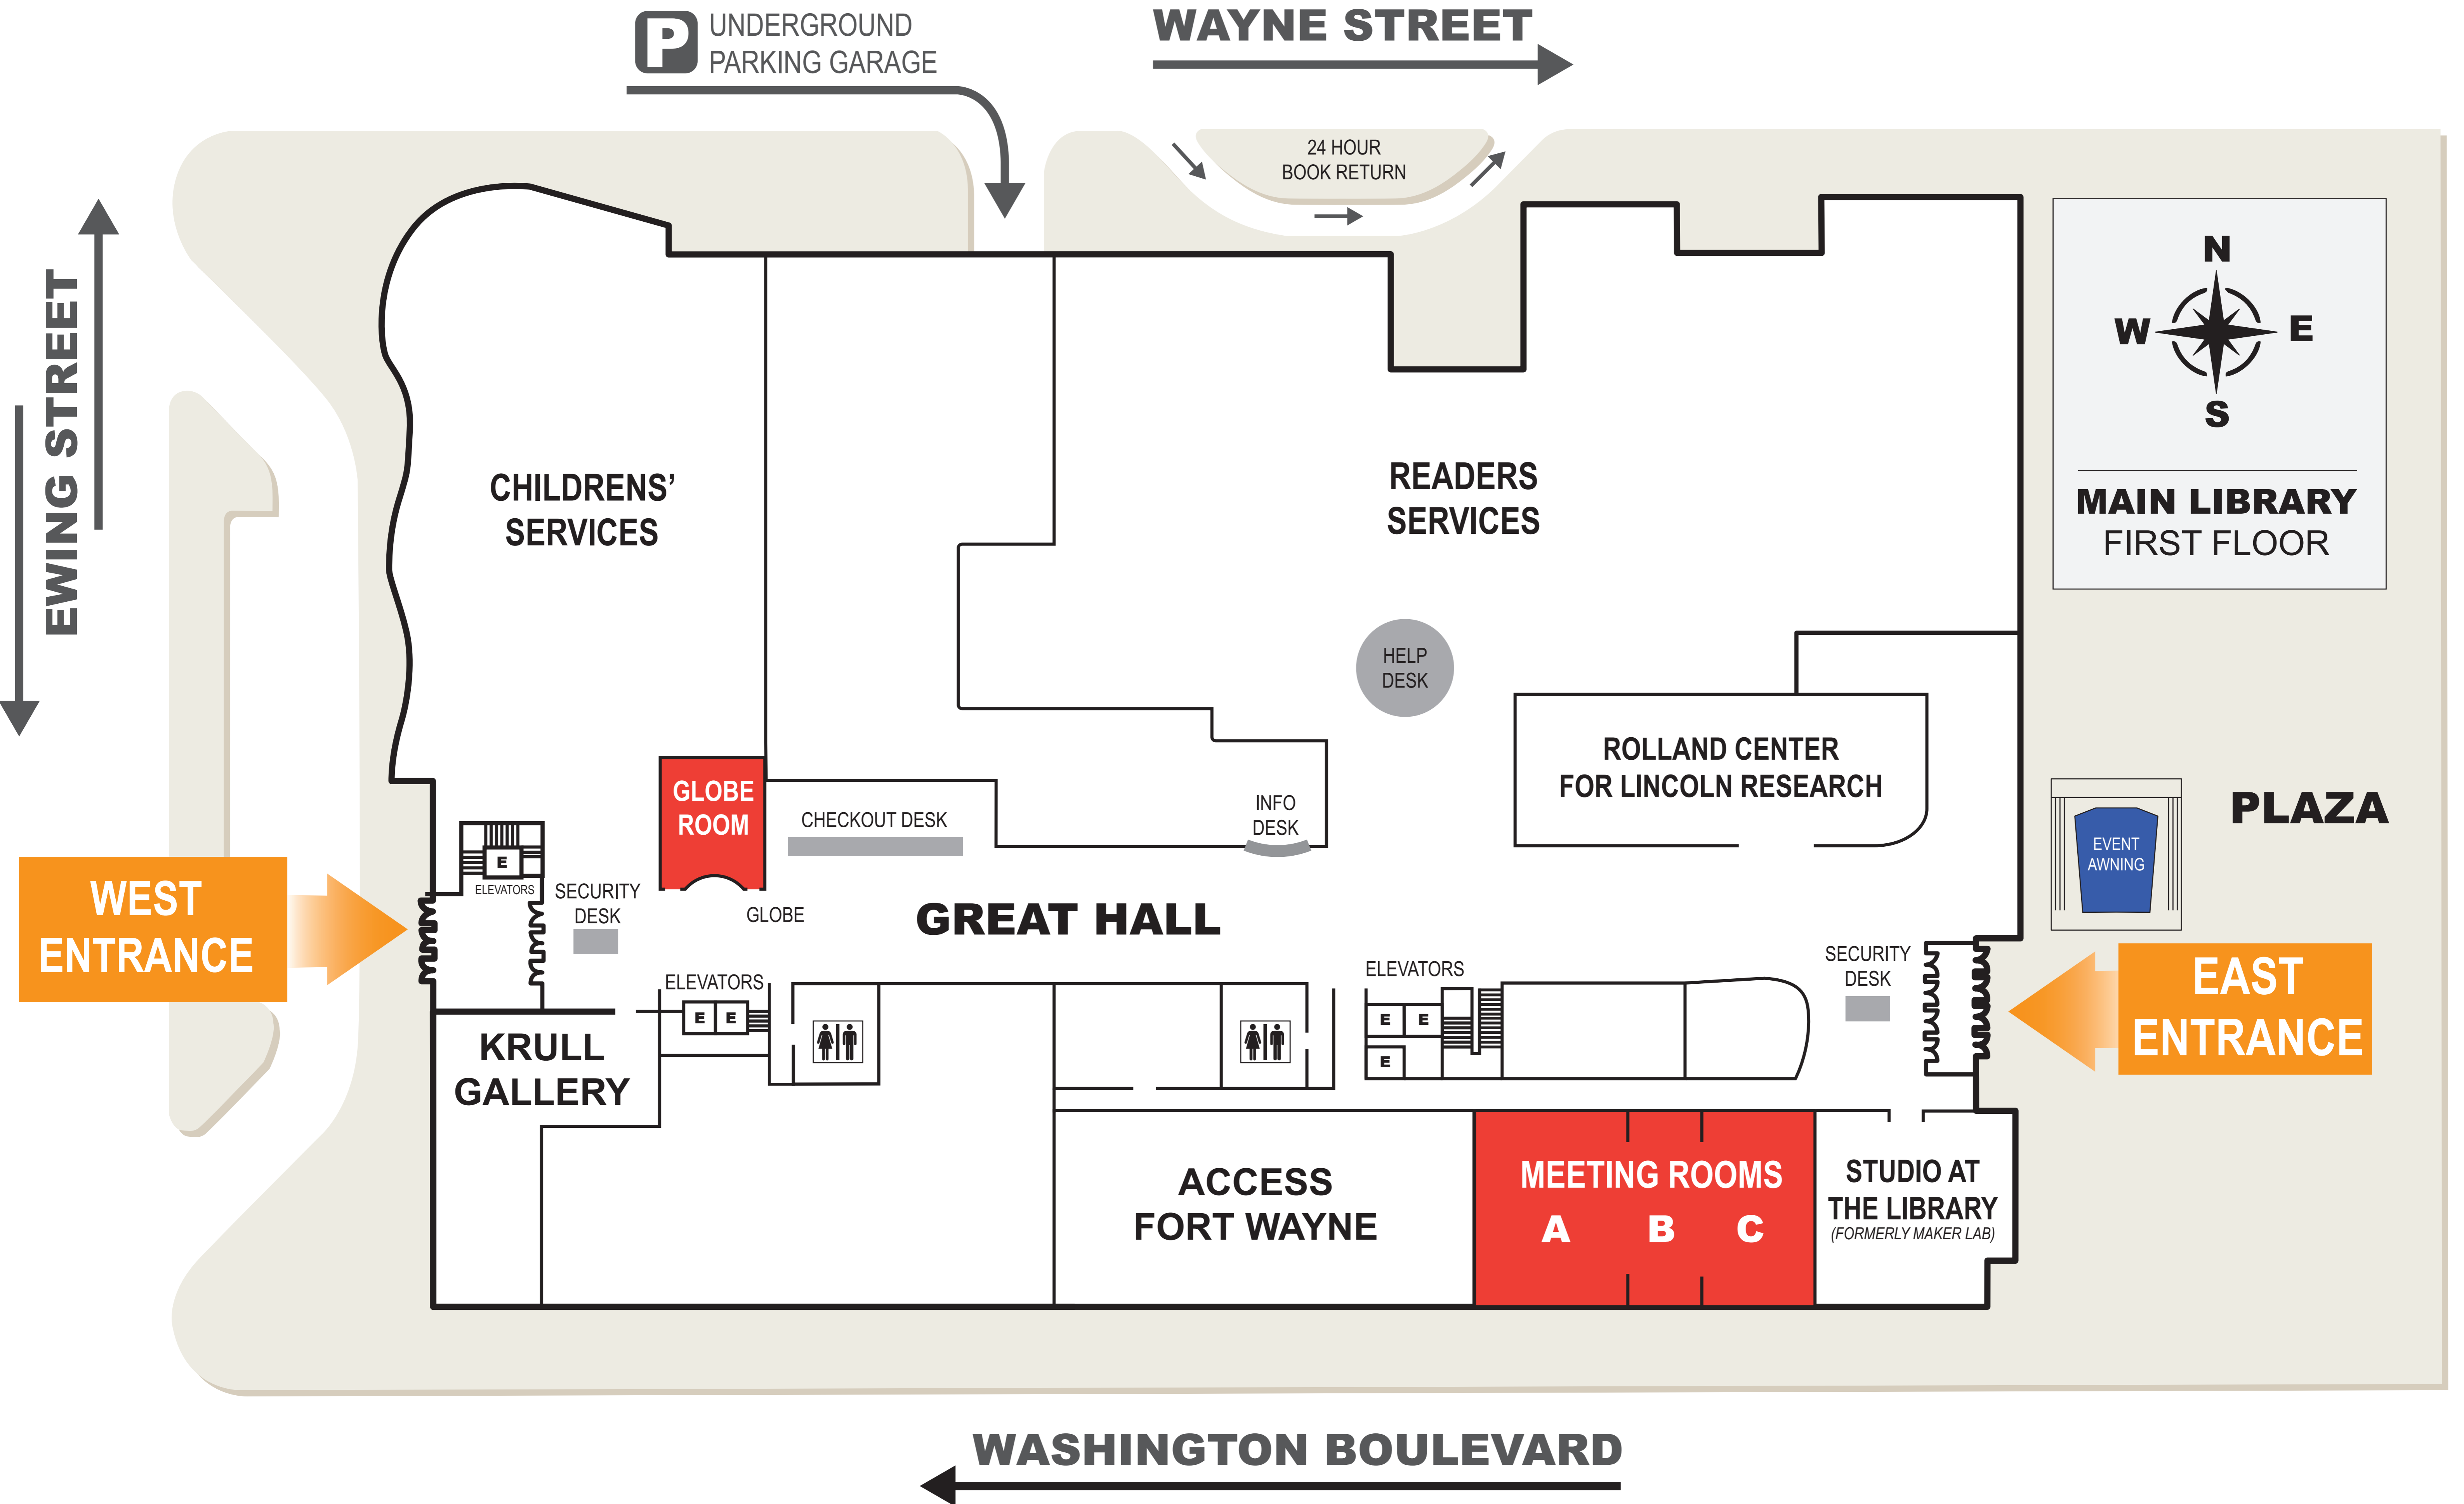 P
UNDERGROUND
PARKING GARAGE
WAYNE STREET
24 HOUR
BOOK RETURN
EWING STREET
N
W
E
S
MAIN LIBRARY
FIRST FLOOR
CHILDRENS’
SERVICES
READERS
SERVICES
HELP
DESK
ROLLAND CENTER
FOR LINCOLN RESEARCH
GLOBE
ROOM
CHECKOUT DESK
INFO
DESK
PLAZA
EVENT
AWNING
E
ELEVATORS
WEST
ENTRANCE
SECURITY
DESK
GLOBE
GREAT HALL
ELEVATORS
E
E
ELEVATORS
E
E
E
SECURITY
DESK
EAST
ENTRANCE
KRULL
GALLERY
ACCESS
FORT WAYNE
MEETING ROOMS
A B C
STUDIO AT
THE LIBRARY
(FORMERLY MAKER LAB)
WASHINGTON BOULEVARD